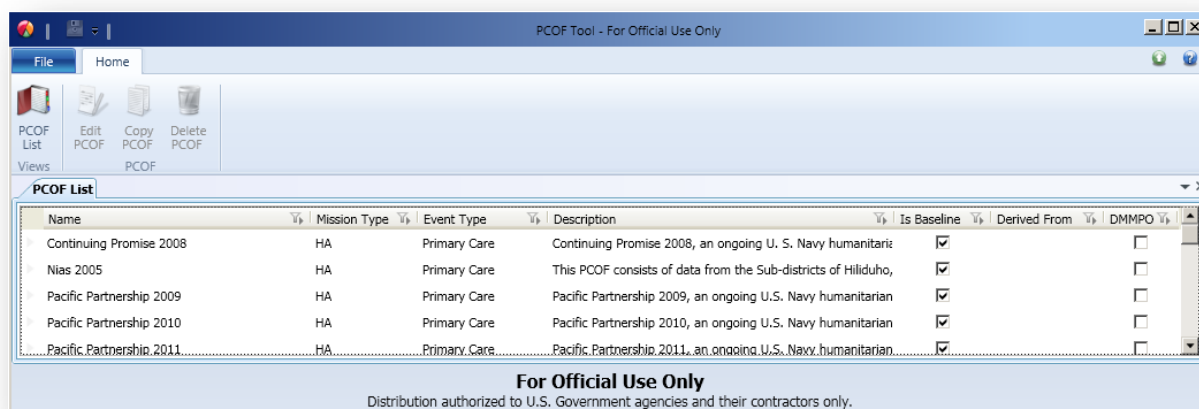 PCOF Tool - For Official Use Only
File Home
PCOF List
Edit PCOF
Copy PCOF
Delete PCOF
Views PCOF
PCOF List
Name Mission Type Event Type Description Is Baseline Derived From DMMPO
Continuing Promise 2008 HA Primary Care Continuing Promise 2008, an ongoing U. S. Navy humanitaria
Nias 2005 HA Primary Care This PCOF consists of data from the Sub-districts of Hiliduho,
Pacific Partnership 2009 HA Primary Care Pacific Partnership 2009, an ongoing U.S. Navy humanitarian
Pacific Partnership 2010 HA Primary Care Pacific Partnership 2010, an ongoing U.S. Navy humanitarian
Pacific Partnership 2011 HA Primary Care Pacific Partnership 2011, an ongoing U.S. Navy humanitarian
For Official Use Only
Distribution authorized to U.S. Government agencies and their contractors only.